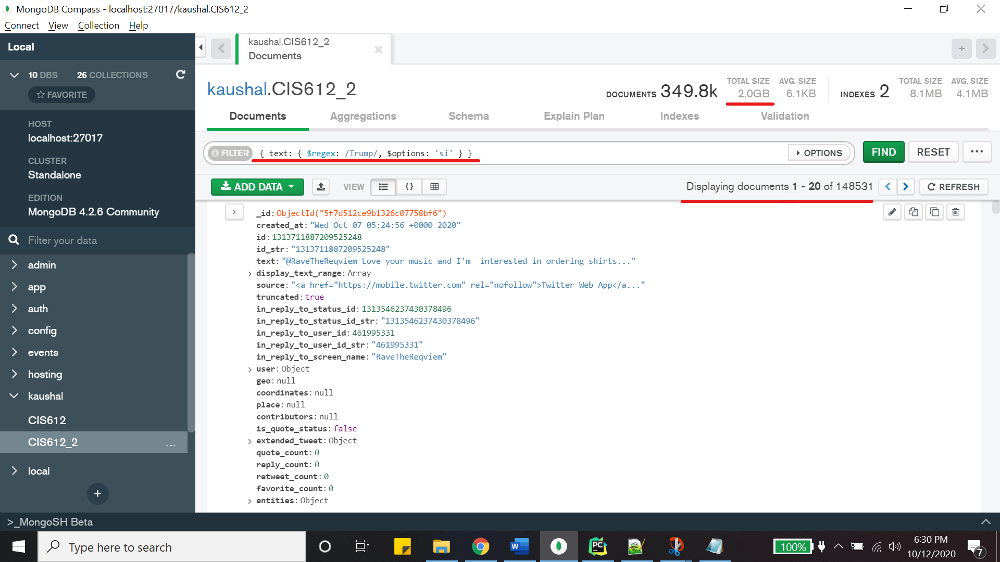 MongoDB Compass - localhost:27017/kaushal.CIS612_2
Connect View Collection Help
Local
10 DBS 26 COLLECTIONS
FAVORITE
HOST
localhost:27017
CLUSTER
Standalone
EDITION
MongoDB 4.2.6 Community
Filter your data
admin
app
auth
config
events
hosting
kaushal
CIS612
CIS612_2 ...
local
+
kaushal.CIS612_2
Documents
kaushal.CIS612_2
DOCUMENTS 349.8k TOTAL SIZE 2.0GB AVG. SIZE 6.1KB INDEXES 2 TOTAL SIZE 8.1MB AVG. SIZE 4.1MB
Documents Aggregations Schema Explain Plan Indexes Validation
FILTER { text: { $regex: /Trump/, $options: 'si' } } OPTIONS FIND RESET ...
ADD DATA VIEW {} Displaying documents 1 - 20 of 148531 REFRESH
_id: ObjectId("5f7d512ce9b1326c07758bf6")
created_at: "Wed Oct 07 05:24:56 +0000 2020"
id: 1313711887209525248
id_str: "1313711887209525248"
text: "@RaveTheReqviem Love your music and I'm  interested in ordering shirts..."
display_text_range: Array
source: "<a href="https://mobile.twitter.com" rel="nofollow">Twitter Web App</a..."
truncated: true
in_reply_to_status_id: 1313546237430378496
in_reply_to_status_id_str: "1313546237430378496"
in_reply_to_user_id: 461995331
in_reply_to_user_id_str: "461995331"
in_reply_to_screen_name: "RaveTheReqviem"
user: Object
geo: null
coordinates: null
place: null
contributors: null
is_quote_status: false
extended_tweet: Object
quote_count: 0
reply_count: 0
retweet_count: 0
favorite_count: 0
entities: Object
>_MongoSH Beta
Type here to search
W
PC
100%
6:30 PM
10/12/2020
7